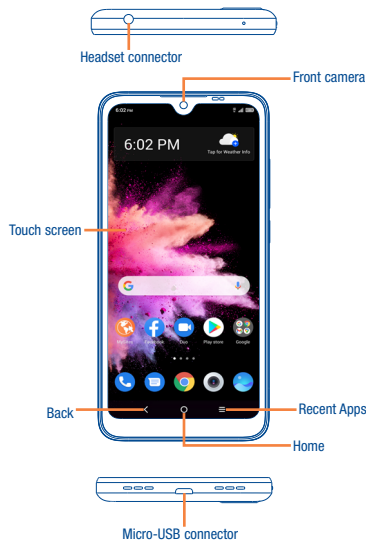 Headset connector
Front camera
6:02 PM
6:02 PM
Tap for Weather Info
Touch screen
G
Facebook
Duo
Play store
Google
Back
Recent Apps
Home
Micro-USB connector